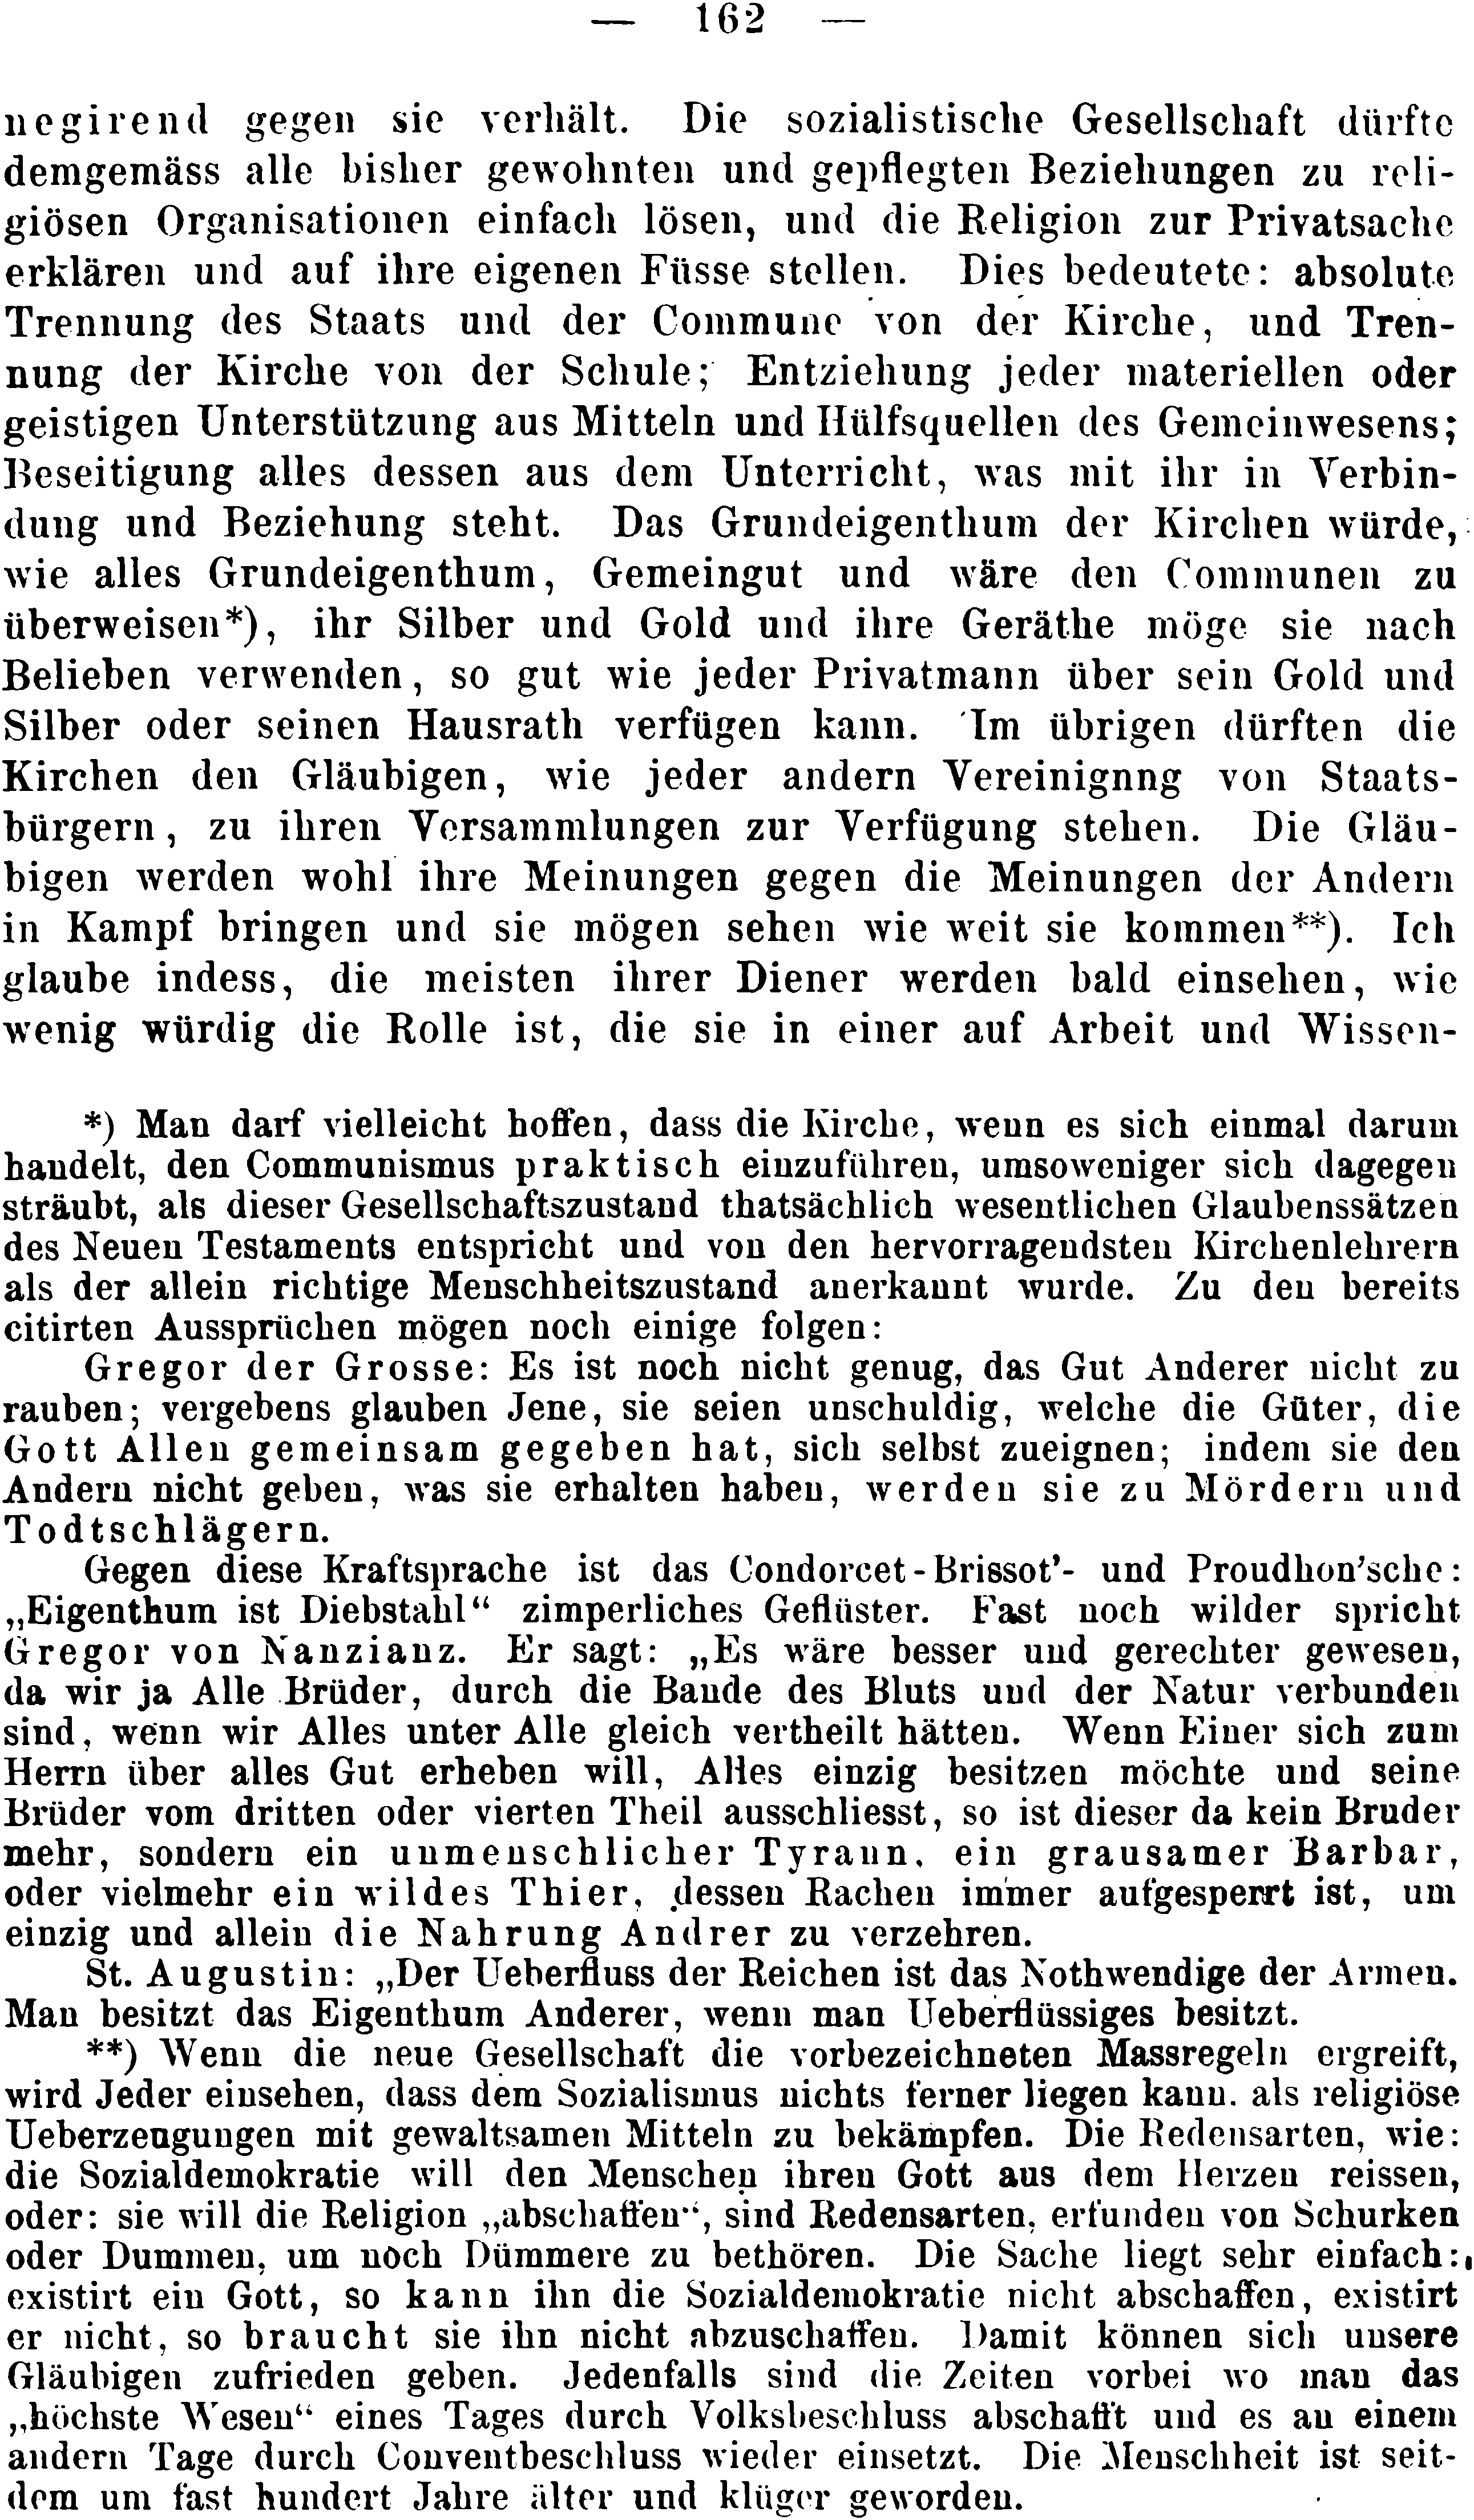 — 162 —
negirend gegen sie verhält. Die sozialistische Gesellschaft dürfte
demgemäss alle bisher gewohnten und gepflegten Beziehungen zu reli-
giösen Organisationen einfach lösen, und die Religion zur Privatsache
erklären und auf ihre eigenen Füsse stellen. Dies bedeutete: absolute
Trennung des Staats und der Commune von der Kirche, und Tren-
nung der Kirche von der Schule; Entziehung jeder materiellen oder
geistigen Unterstützung aus Mitteln und Hülfsquellen des Gemeinwesens;
Beseitigung alles dessen aus dem Unterricht, was mit ihr in Verbin-
dung und Beziehung steht. Das Grundeigenthum der Kirchen würde,
wie alles Grundeigenthum, Gemeingut und wäre den Communen zu
überweisen*), ihr Silber und Gold und ihre Geräthe möge sie nach
Belieben verwenden, so gut wie jeder Privatmann über sein Gold und
Silber oder seinen Hausrath verfügen kann. Im übrigen dürften die
Kirchen den Gläubigen, wie jeder andern Vereinignng von Staats-
bürgern, zu ihren Versammlungen zur Verfügung stehen. Die Gläu-
bigen werden wohl ihre Meinungen gegen die Meinungen der Andern
in Kampf bringen und sie mögen sehen wie weit sie kommen**). Ich
glaube indess, die meisten ihrer Diener werden bald einsehen, wie
wenig würdig die Rolle ist, die sie in einer auf Arbeit und Wissen-
*) Man darf vielleicht hoffen, dass die Kirche, wenn es sich einmal darum
handelt, den Communismus praktisch einzuführen, umsoweniger sich dagegen
sträubt, als dieser Gesellschaftszustand thatsächlich wesentlichen Glaubenssätzen
des Neuen Testaments entspricht und von den hervorragendsten Kirchenlehrern
als der allein richtige Menschheitszustand anerkannt wurde. Zu den bereits
citirten Aussprüchen mögen noch einige folgen:
Gregor der Grosse: Es ist noch nicht genug, das Gut Anderer nicht zu
rauben; vergebens glauben Jene, sie seien unschuldig, welche die Güter, die
Gott Allen gemeinsam gegeben hat, sich selbst zueignen; indem sie den
Andern nicht geben, was sie erhalten haben, werden sie zu Mördern und
Todtschlägern.
Gegen diese Kraftsprache ist das Condorcet-Brissot'- und Proudhon'sche:
„Eigenthum ist Diebstahl“ zimperliches Geflüster. Fast noch wilder spricht
Gregor von Nanzianz. Er sagt: „Es wäre besser und gerechter gewesen,
da wir ja Alle Brüder, durch die Bande des Bluts und der Natur verbunden
sind, wenn wir Alles unter Alle gleich vertheilt hätten. Wenn Einer sich zum
Herrn über alles Gut erheben will, Alles einzig besitzen möchte und seine
Brüder vom dritten oder vierten Theil ausschliesst, so ist dieser da kein Bruder
mehr, sondern ein unmenschlicher Tyrann, ein grausamer Barbar,
oder vielmehr ein wildes Thier, dessen Rachen immer aufgesperrt ist, um
einzig und allein die Nahrung Andrer zu verzehren.
St. Augustin: „Der Ueberfluss der Reichen ist das Nothwendige der Armen.
Man besitzt das Eigenthum Anderer, wenn man Ueberflüssiges besitzt.
**) Wenn die neue Gesellschaft die vorbezeichneten Massregeln ergreift,
wird Jeder einsehen, dass dem Sozialismus nichts ferner liegen kann. als religiöse
Ueberzeugungen mit gewaltsamen Mitteln zu bekämpfen. Die Redensarten, wie:
die Sozialdemokratie will den Menschen ihren Gott aus dem Herzen reissen,
oder: sie will die Religion „abschaffen“, sind Redensarten, erfunden von Schurken
oder Dummen, um noch Dümmere zu bethören. Die Sache liegt sehr einfach:
existirt ein Gott, so kann ihn die Sozialdemokratie nicht abschaffen, existirt
er nicht, so braucht sie ihn nicht abzuschaffen. Damit können sich unsere
Gläubigen zufrieden geben. Jedenfalls sind die Zeiten vorbei wo man das
„höchste Wesen“ eines Tages durch Volksbeschluss abschafft und es an einem
andern Tage durch Conventbeschluss wieder einsetzt. Die Menschheit ist seit-
dem um fast hundert Jahre älter und klüger geworden.